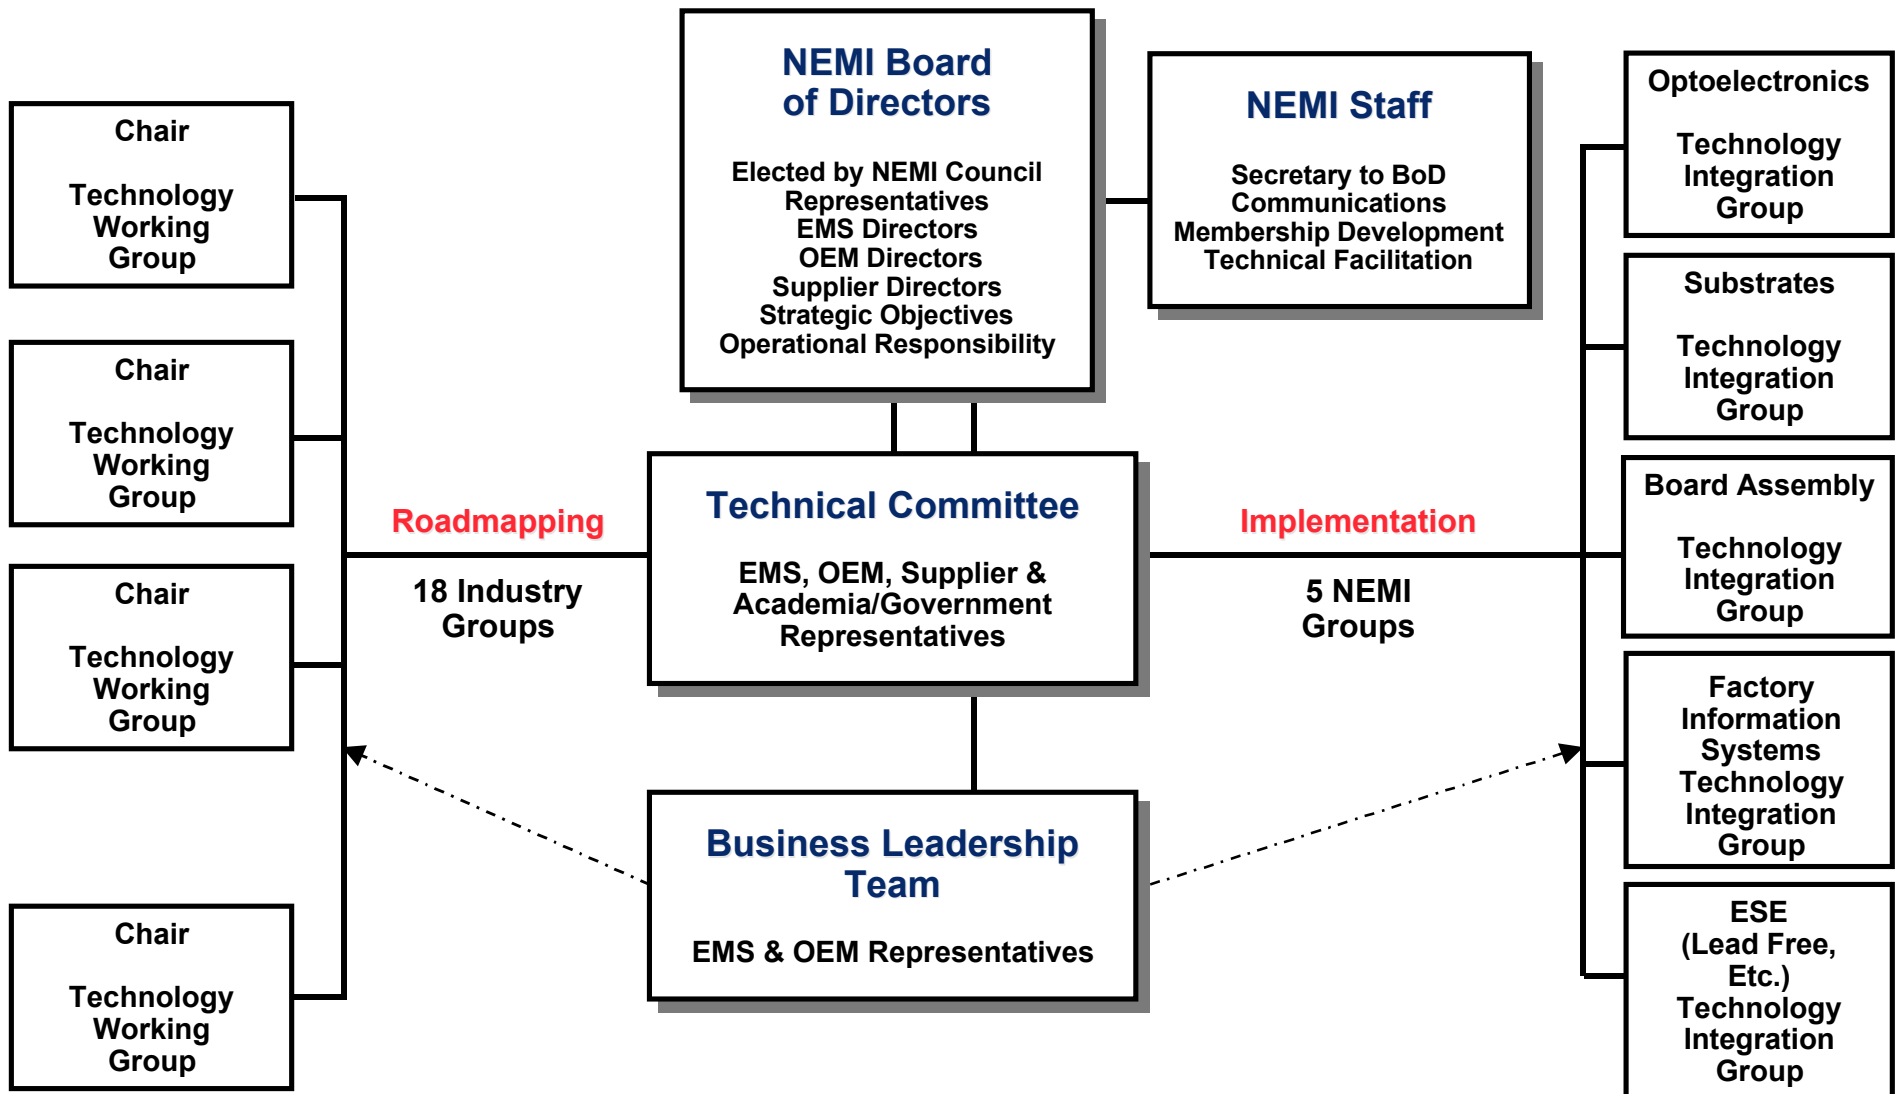 NEMI Board
of Directors
Elected by NEMI Council
Representatives
EMS Directors
OEM Directors
Supplier Directors
Strategic Objectives
Operational Responsibility
NEMI Staff
Secretary to BoD
Communications
Membership Development
Technical Facilitation
Chair
Technology
Working
Group
Chair
Technology
Working
Group
Chair
Technology
Working
Group
Chair
Technology
Working
Group
Roadmapping
18 Industry
Groups
Technical Committee
EMS, OEM, Supplier &
Academia/Government
Representatives
Implementation
5 NEMI
Groups
Business Leadership
Team
EMS & OEM Representatives
Optoelectronics
Technology
Integration
Group
Substrates
Technology
Integration
Group
Board Assembly
Technology
Integration
Group
Factory
Information
Systems
Technology
Integration
Group
ESE
(Lead Free,
Etc.)
Technology
Integration
Group